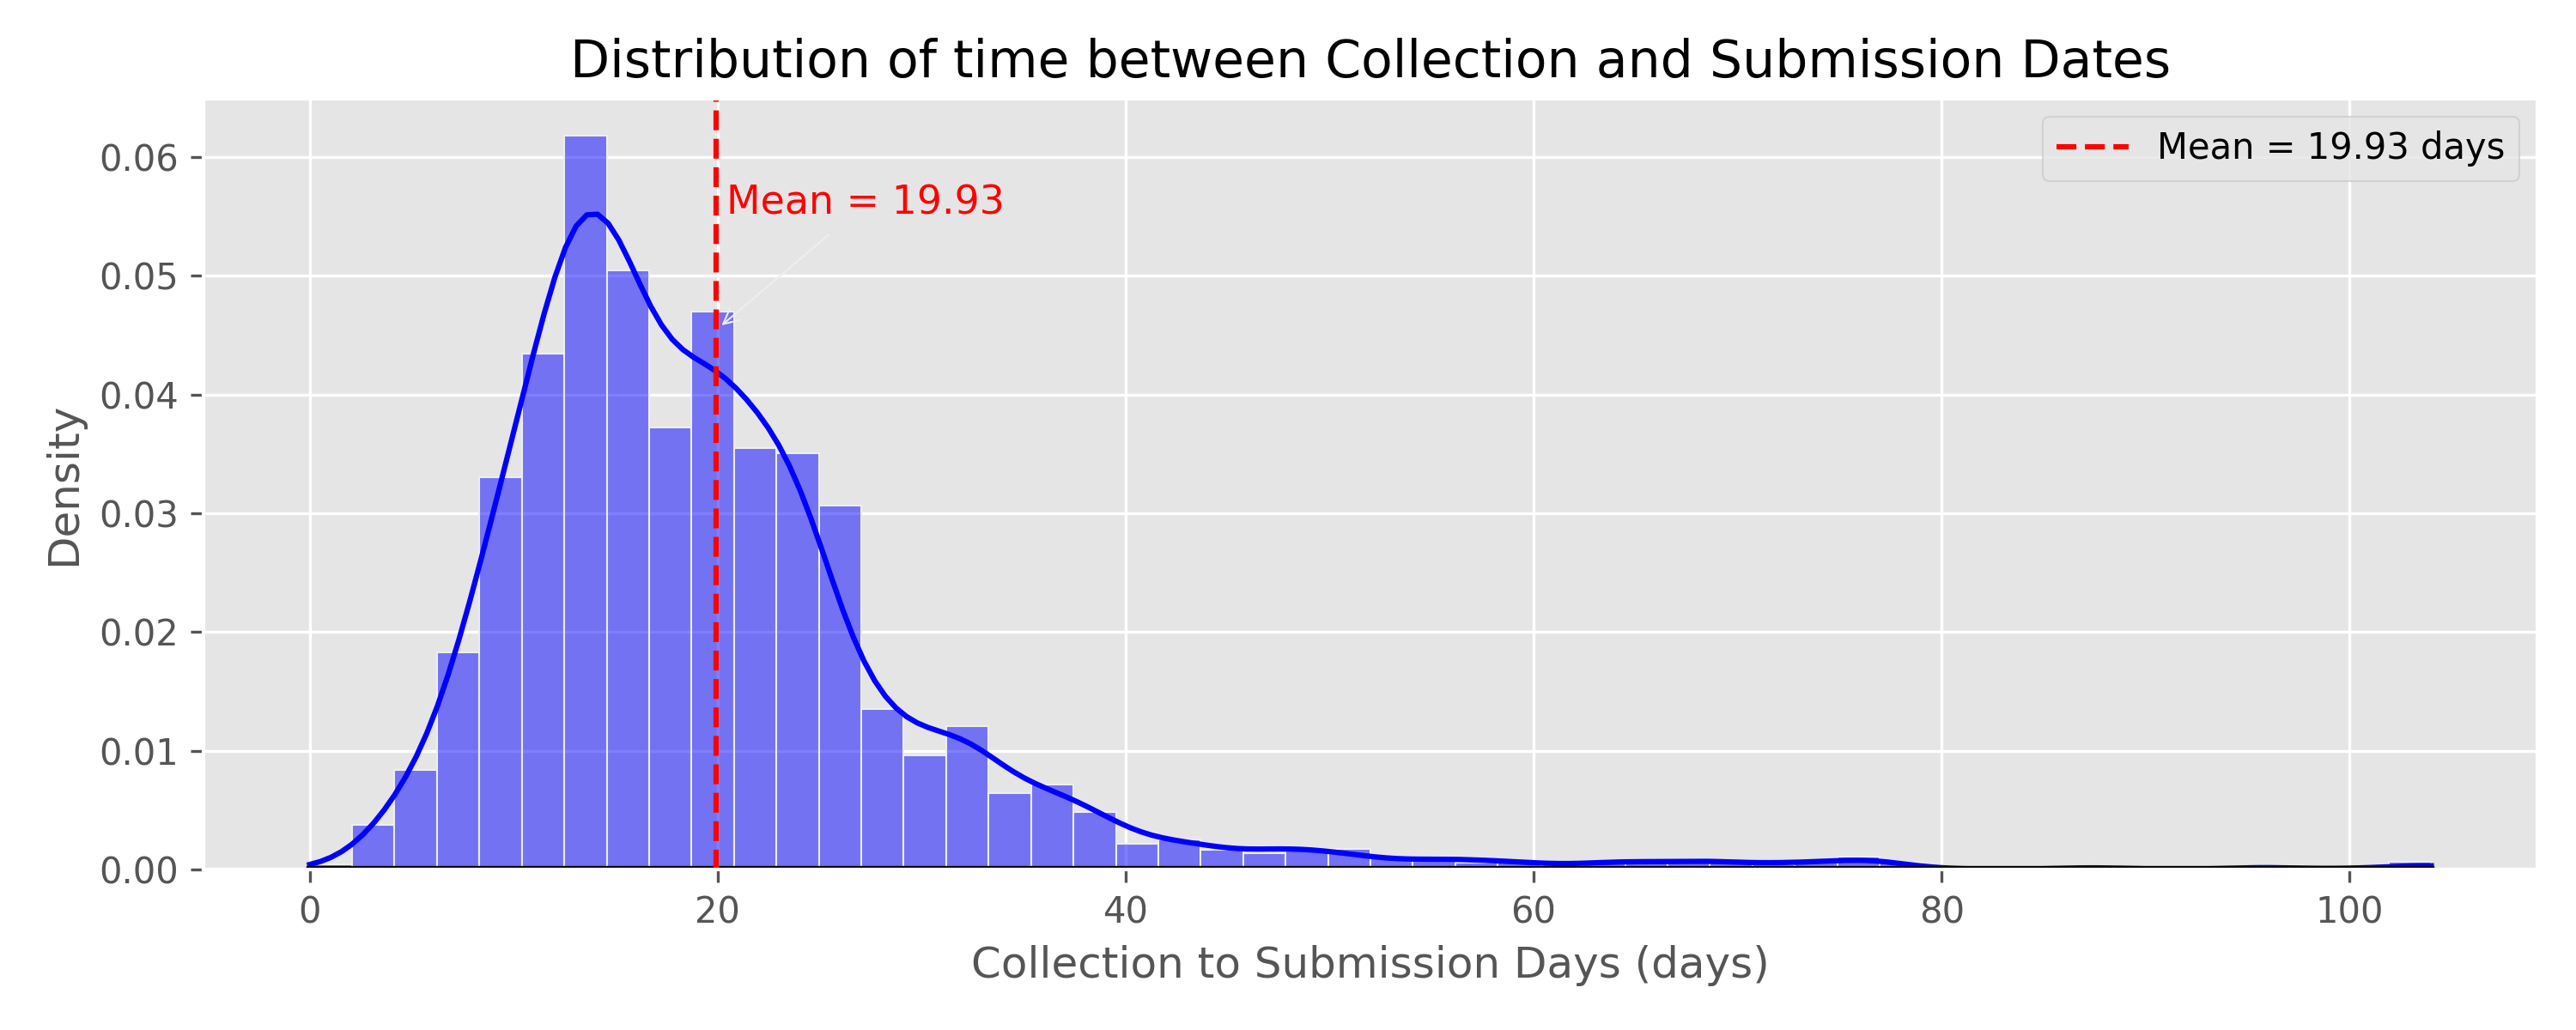 Distribution of time between Collection and Submission Dates
Mean = 19.93 days
Mean = 19.93
Density
0.06
0.05
0.04
0.03
0.02
0.01
0.00
0 20 40 60 80 100
Collection to Submission Days (days)